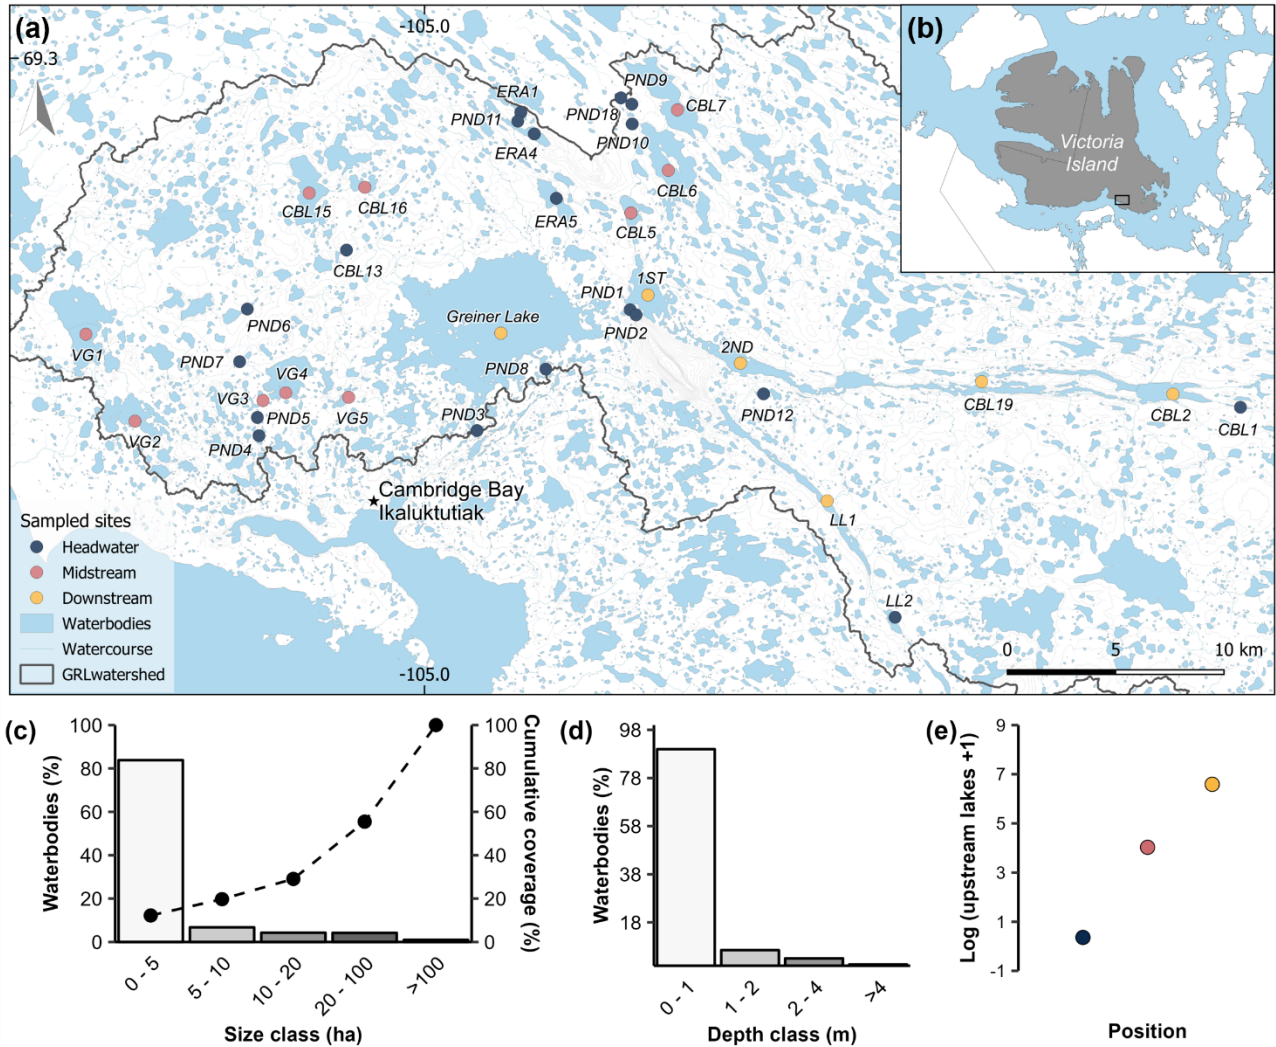 (a)
-105.0
69.3
(b)
Victoria
Island
ERA1
PND11
ERA4
PND9
PND18
PND10
CBL7
CBL6
CBL5
ERA5
CBL15
CBL16
CBL13
PND6
PND7
VG1
VG2
VG3
VG4
VG5
PND5
PND4
Greiner Lake
PND8
PND3
PND1
PND2
1ST
2ND
PND12
CBL19
CBL2
CBL1
LL1
LL2
Cambridge Bay
Ikaluktutiak
Sampled sites
Headwater
Midstream
Downstream
Waterbodies
Watercourse
GRLwatershed
-105.0
0 5 10 km
(c)
Waterbodies (%)
100
80
60
40
20
0
100
80
60
40
20
0
Cumulative coverage (%)
0 - 5
5 - 10
10 - 20
20 - 100
>100
Size class (ha)
(d)
Waterbodies (%)
98
78
58
38
18
0 - 1
1 - 2
2 - 4
>4
Depth class (m)
(e)
Log (upstream lakes +1)
9
7
5
3
1
-1
Position